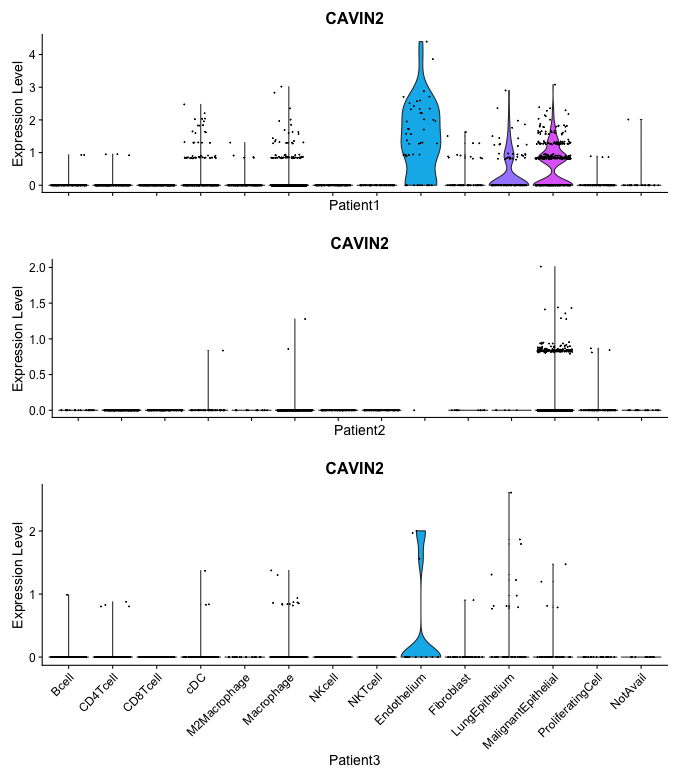 CAVIN2
Expression Level
4
3
2
1
0
Patient1
CAVIN2
Expression Level
2.0
1.5
1.0
0.5
0.0
Patient2
CAVIN2
Expression Level
2
1
0
Bcell
CD4Tcell
CD8Tcell
cDC
M2Macrophage
Macrophage
NKcell
NKTcell
Endothelium
Fibroblast
LungEpithelium
MalignantEpithelial
ProliferatingCell
NotAvail
Patient3